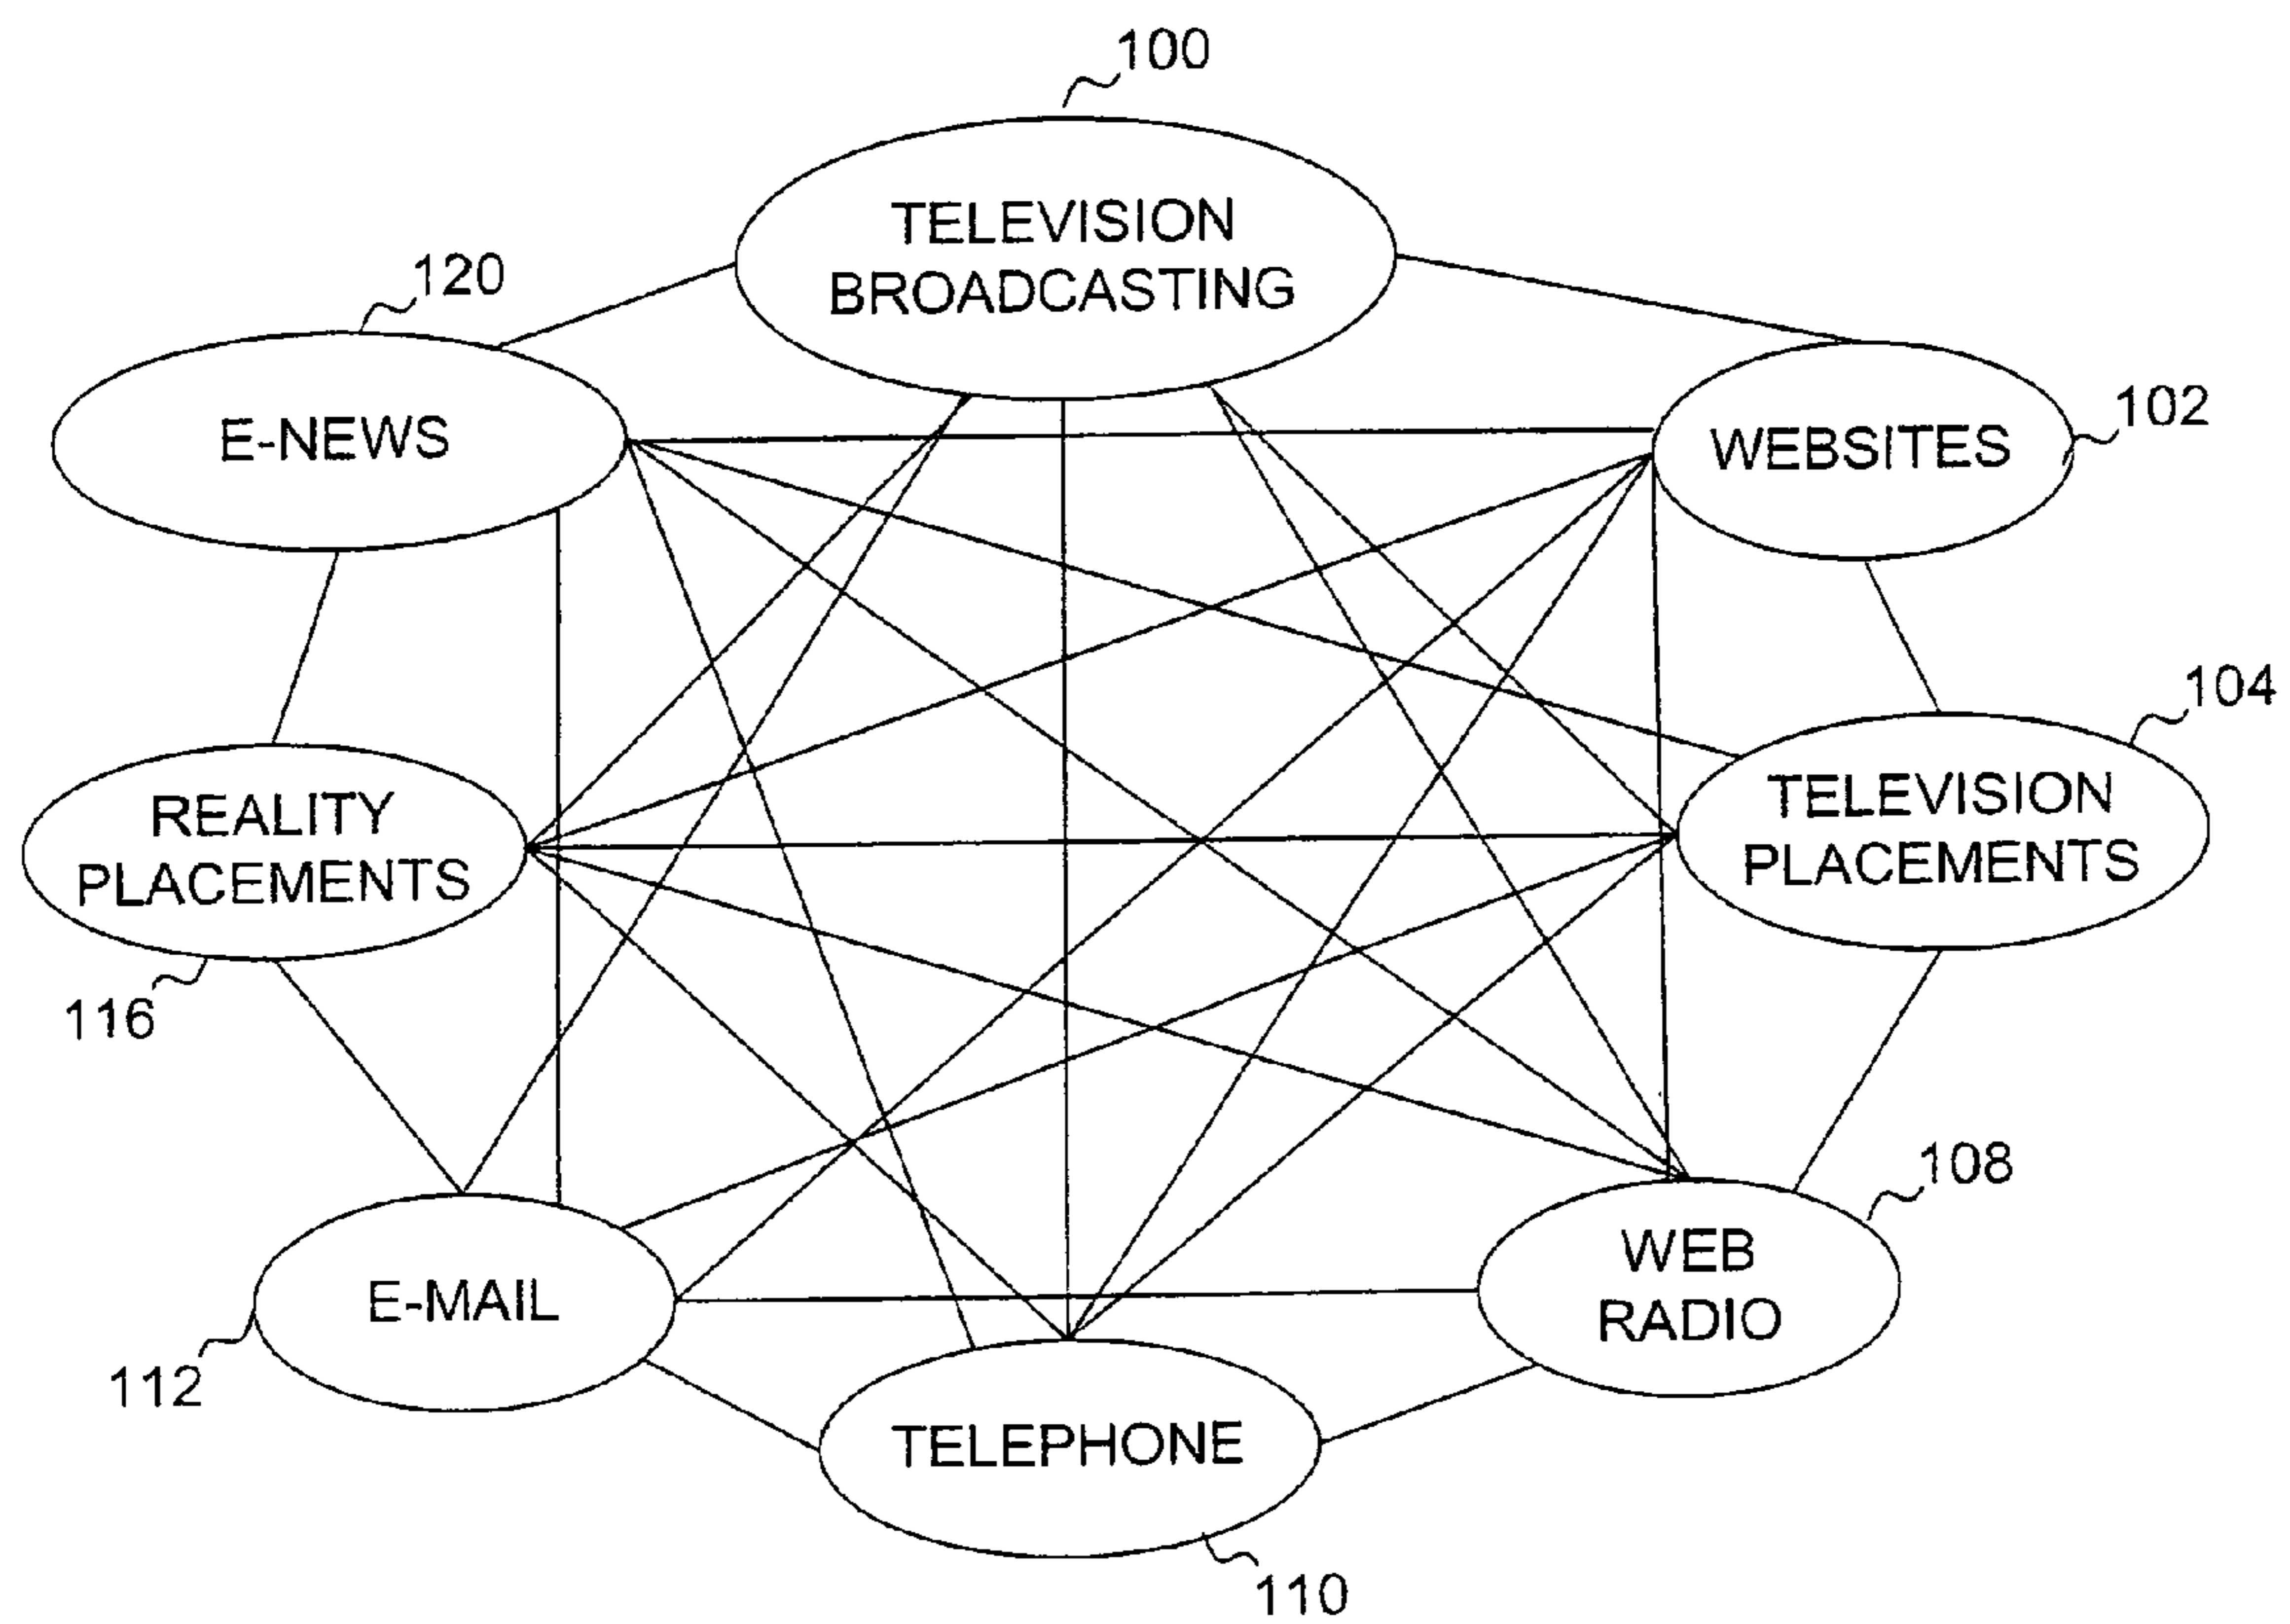 100
TELEVISION
BROADCASTING
120
E-NEWS
WEBSITES
102
104
TELEVISION
PLACEMENTS
REALITY
PLACEMENTS
116
108
WEB
RADIO
E-MAIL
112
TELEPHONE
110